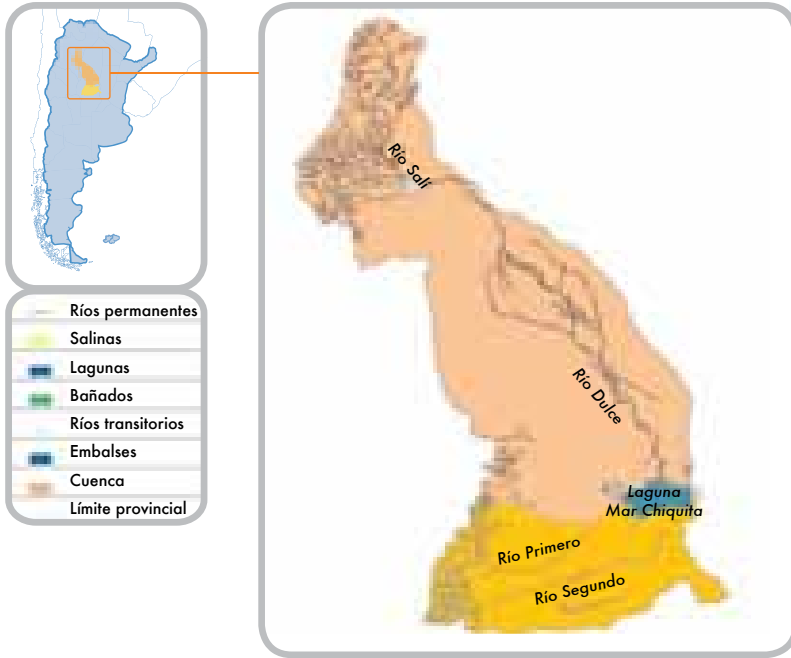 Ríos permanentes
Salinas
Lagunas
Bañados
Ríos transitorios
Embalses
Cuenca
Límite provincial
Río Salí
Río Dulce
Laguna
Mar Chiquita
Río Primero
Río Segundo